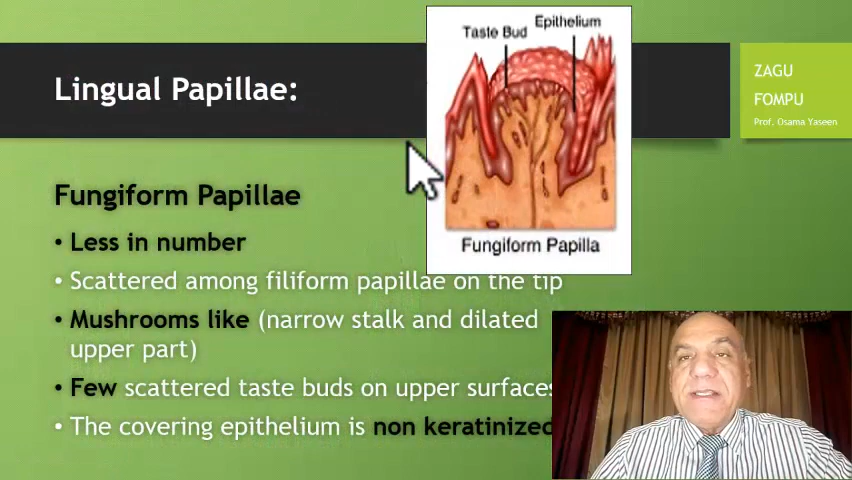 Taste Bud
Epithelium
Lingual Papillae:
ZAGU
FOMPU
Prof. Osama Yaseen
Fungiform Papillae
Fungiform Papilla
• Less in number
• Scattered among filiform papillae on the tip
• Mushrooms like (narrow stalk and dilated
upper part)
• Few scattered taste buds on upper surfaces
• The covering epithelium is non keratinized